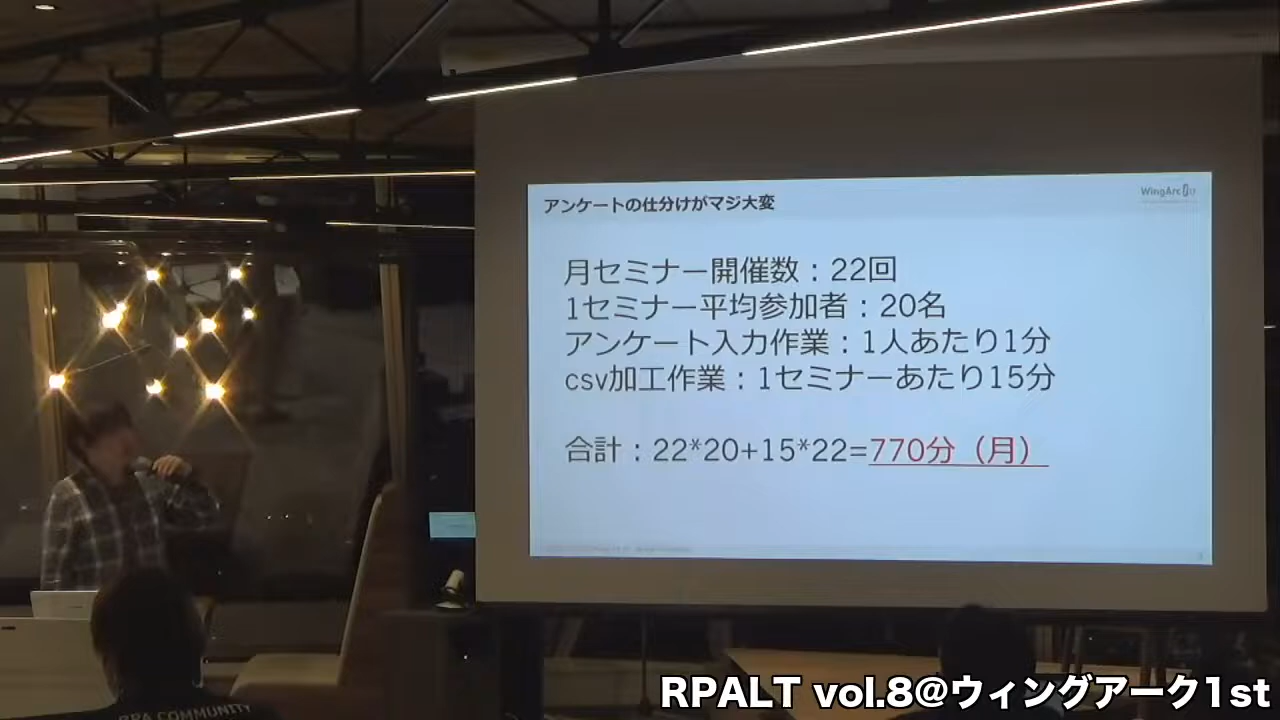 アンケートの仕分けがマジ大変
WingArc
月セミナー開催数：22回
1セミナー平均参加者：20名
アンケート入力作業：1人あたり1分
csv加工作業：1セミナーあたり15分
合計：22*20+15*22=770分（月）
RPA COMMUNITY
RPALT vol.8@ウィングアーク1st